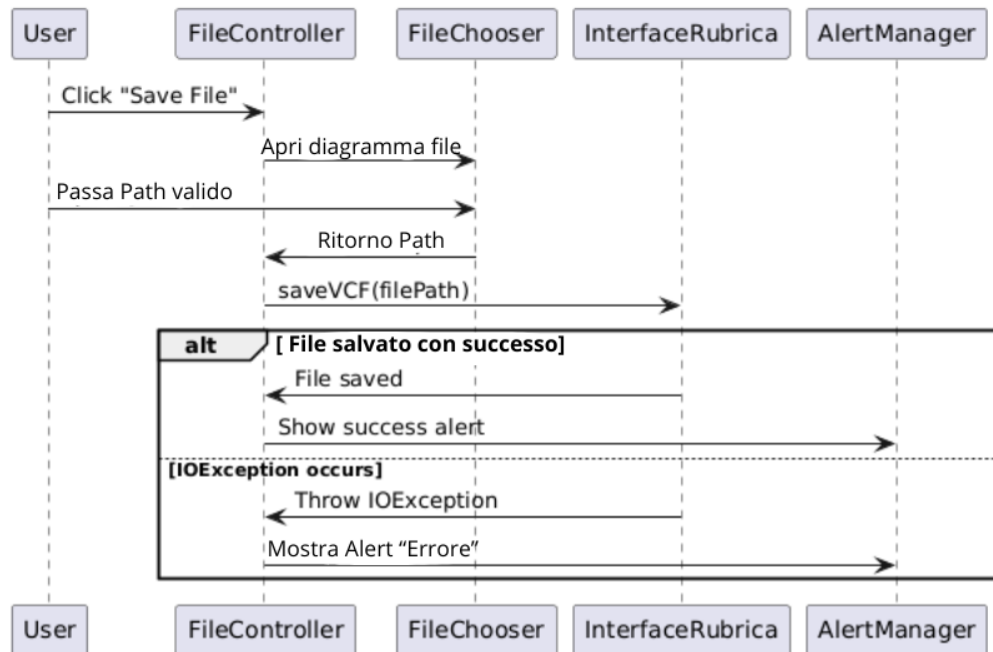 User FileController FileChooser InterfaceRubrica AlertManager
Click "Save File"
Apri diagramma file
Passa Path valido
Ritorno Path
saveVCF(filePath)
alt [ File salvato con successo]
File saved
Show success alert
[IOException occurs]
Throw IOException
Mostra Alert “Errore”
User FileController FileChooser InterfaceRubrica AlertManager